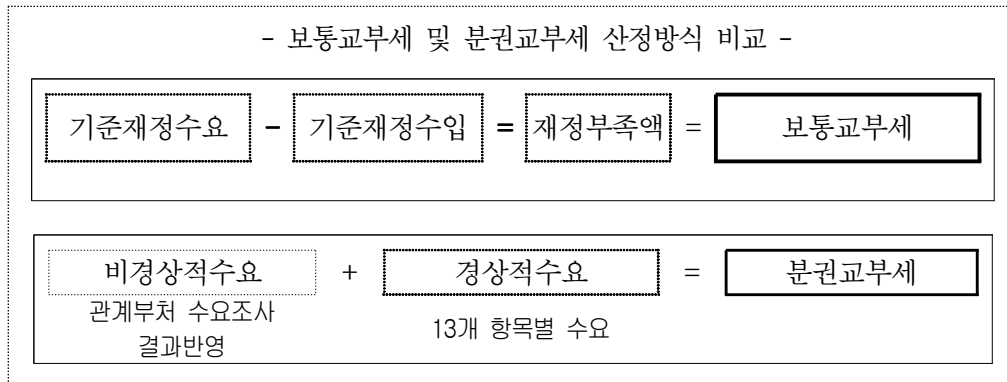 - 보통교부세 및 분권교부세 산정방식 비교 -
기준재정수요 - 기준재정수입 = 재정부족액 = 보통교부세
비경상적수요 + 경상적수요 = 분권교부세
관계부처 수요조사 13개 항목별 수요
결과반영